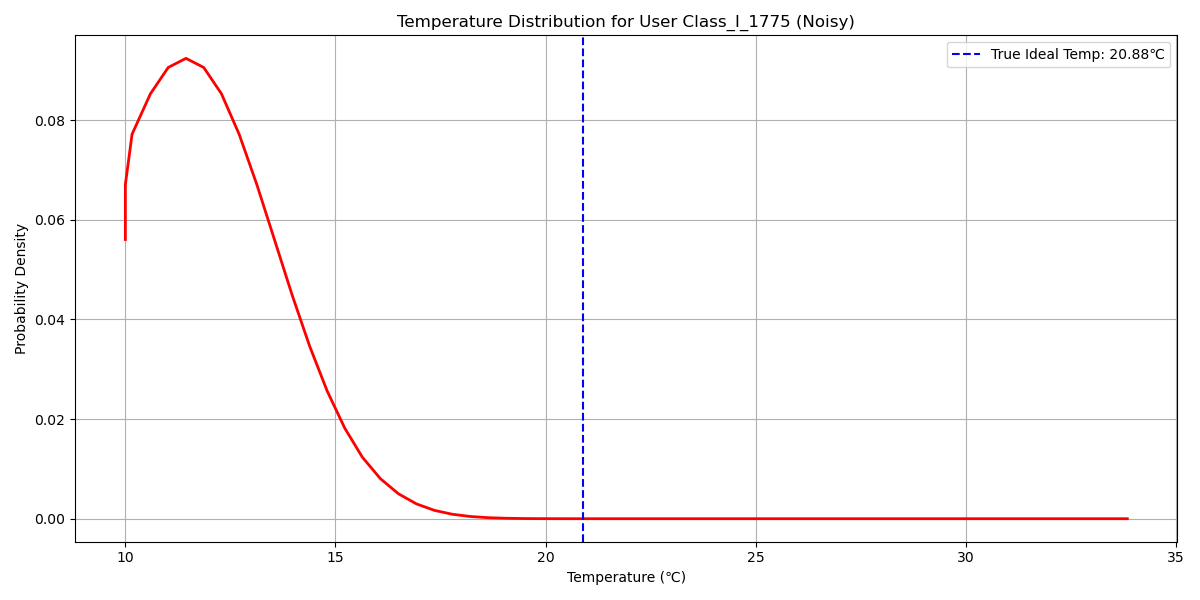 Temperature Distribution for User Class_I_1775 (Noisy)
True Ideal Temp: 20.88℃
Probability Density
0.08
0.06
0.04
0.02
0.00
10 15 20 25 30 35
Temperature (℃)